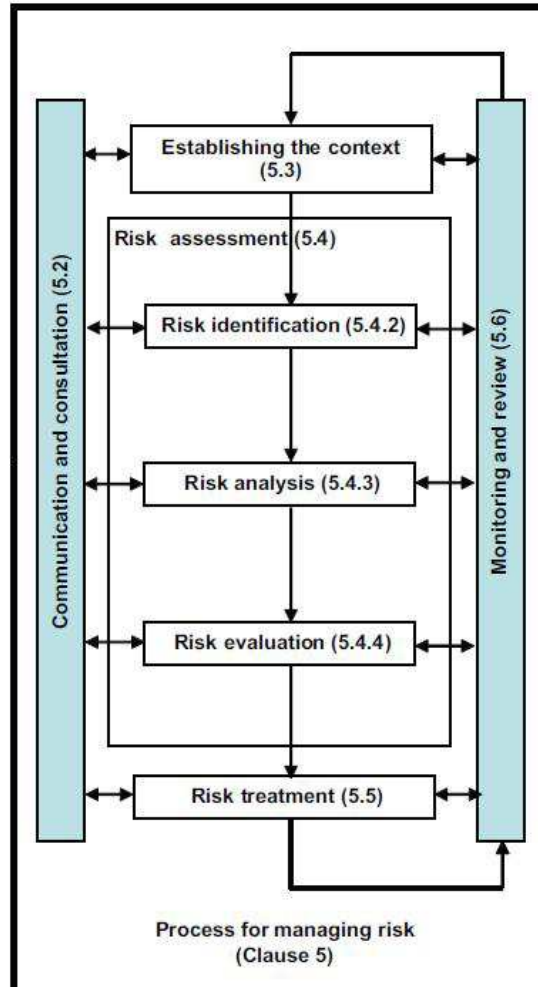 Establishing the context
(5.3)
Risk assessment (5.4)
Communication and consultation (5.2)
Risk identification (5.4.2)
Monitoring and review (5.6)
Risk analysis (5.4.3)
Risk evaluation (5.4.4)
Risk treatment (5.5)
Process for managing risk
(Clause 5)